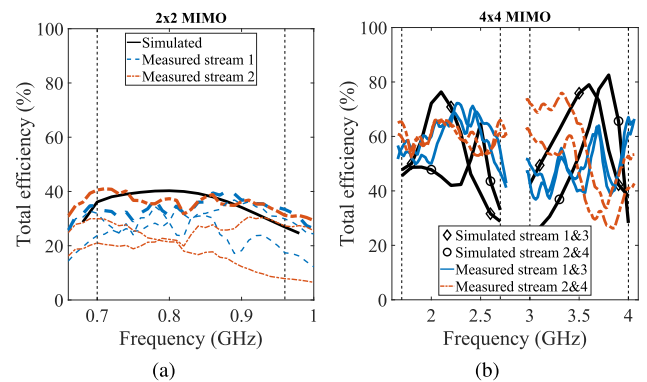 2x2 MIMO
100
80
60
40
20
0
Total efficiency (%)
Simulated
Measured stream 1
Measured stream 2
0.7
0.8
0.9
1
Frequency (GHz)
(a)
4x4 MIMO
100
80
60
40
20
0
Total efficiency (%)
Simulated stream 1&3
Simulated stream 2&4
Measured stream 1&3
Measured stream 2&4
2
2.5
3
3.5
4
Frequency (GHz)
(b)